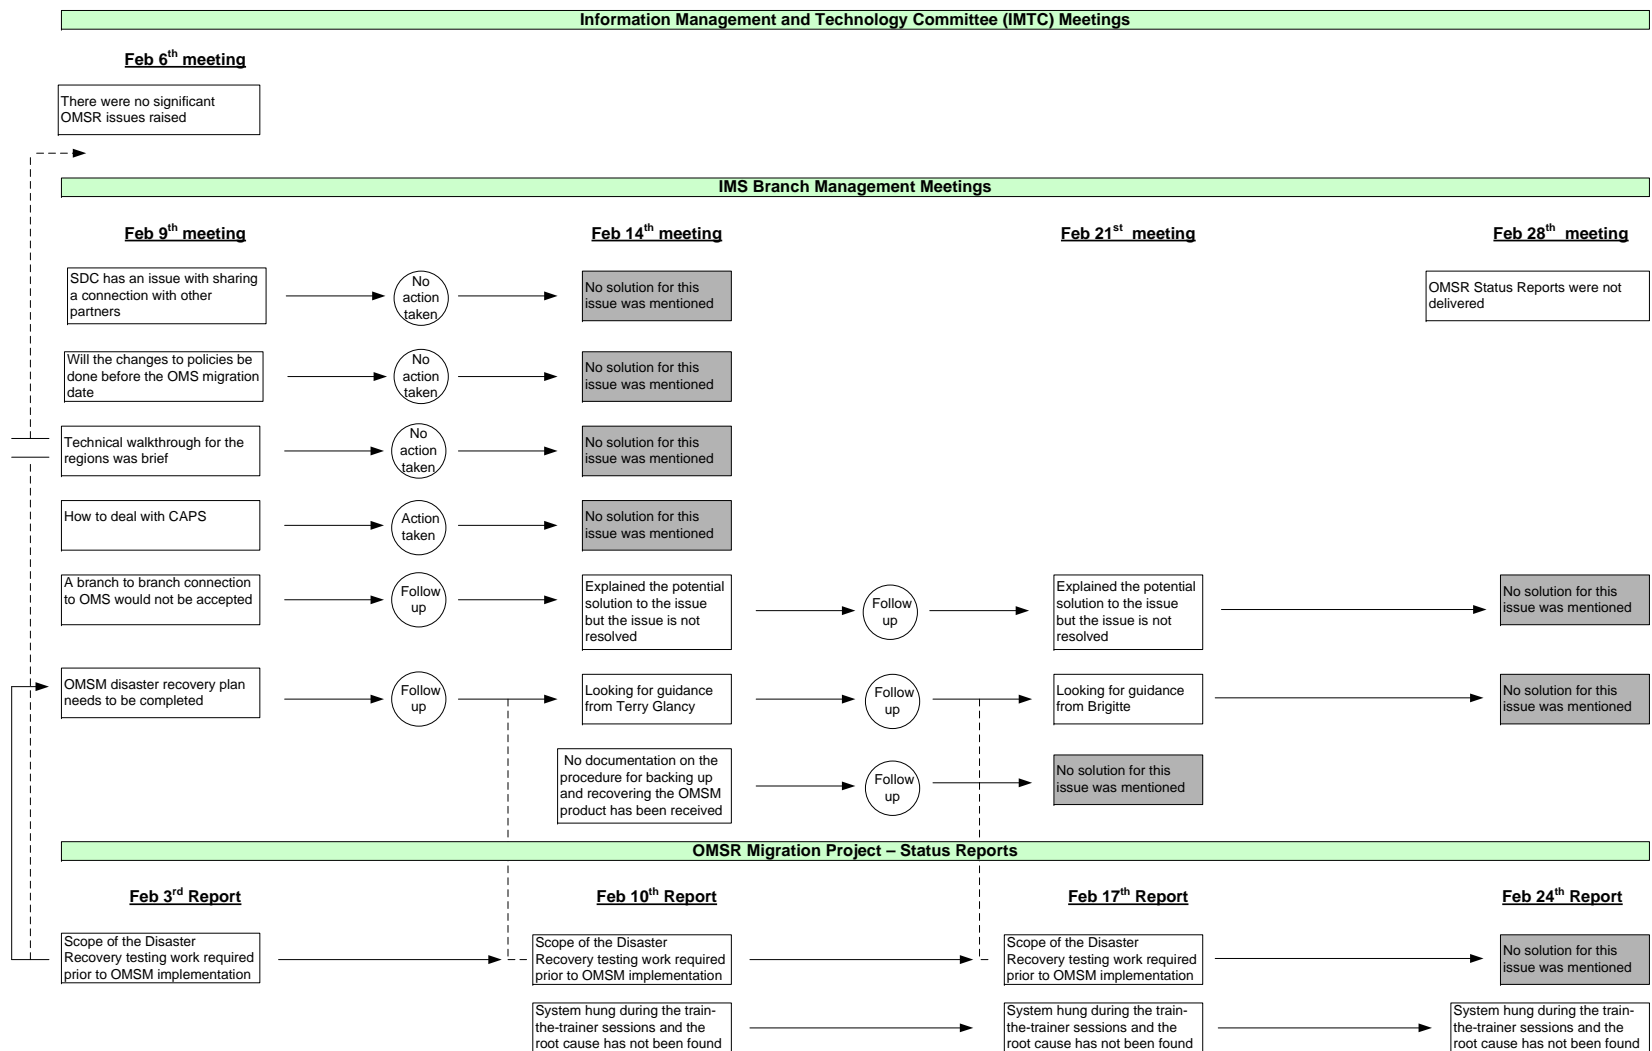 Information Management and Technology Committee (IMTC) Meetings
Feb 6th meeting
There were no significant
OMSR issues raised
IMS Branch Management Meetings
Feb 9th meeting
Feb 14th meeting
Feb 21st meeting
Feb 28th meeting
SDC has an issue with sharing
a connection with other
partners
No
action
taken
No solution for this
issue was mentioned
OMSR Status Reports were not
delivered
Will the changes to policies be
done before the OMS migration
date
No
action
taken
No solution for this
issue was mentioned
Technical walkthrough for the
regions was brief
No
action
taken
No solution for this
issue was mentioned
How to deal with CAPS
Action
taken
No solution for this
issue was mentioned
A branch to branch connection
to OMS would not be accepted
Follow
up
Explained the potential
solution to the issue
but the issue is not
resolved
Follow
up
Explained the potential
solution to the issue
but the issue is not
resolved
No solution for this
issue was mentioned
OMSM disaster recovery plan
needs to be completed
Follow
up
Looking for guidance
from Terry Glancy
Follow
up
Looking for guidance
from Brigitte
No solution for this
issue was mentioned
No documentation on the
procedure for backing up
and recovering the OMSM
product has been received
Follow
up
No solution for this
issue was mentioned
OMSR Migration Project – Status Reports
Feb 3rd Report
Feb 10th Report
Feb 17th Report
Feb 24th Report
Scope of the Disaster
Recovery testing work required
prior to OMSM implementation
Scope of the Disaster
Recovery testing work required
prior to OMSM implementation
Scope of the Disaster
Recovery testing work required
prior to OMSM implementation
No solution for this
issue was mentioned
System hung during the train-
the-trainer sessions and the
root cause has not been found
System hung during the train-
the-trainer sessions and the
root cause has not been found
System hung during the train-
the-trainer sessions and the
root cause has not been found